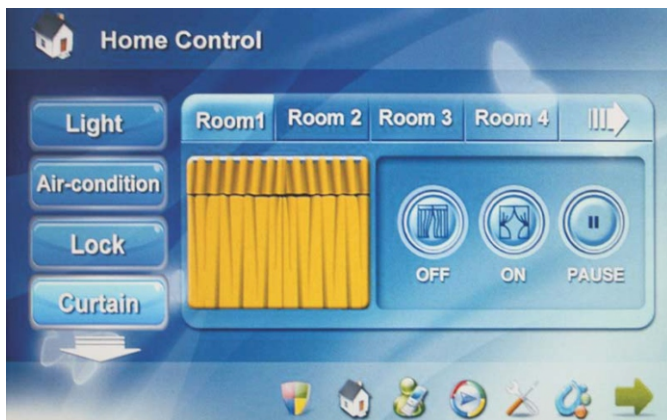 Home Control
Light
Air-condition
Lock
Curtain
Room1 Room 2 Room 3 Room 4
OFF ON PAUSE